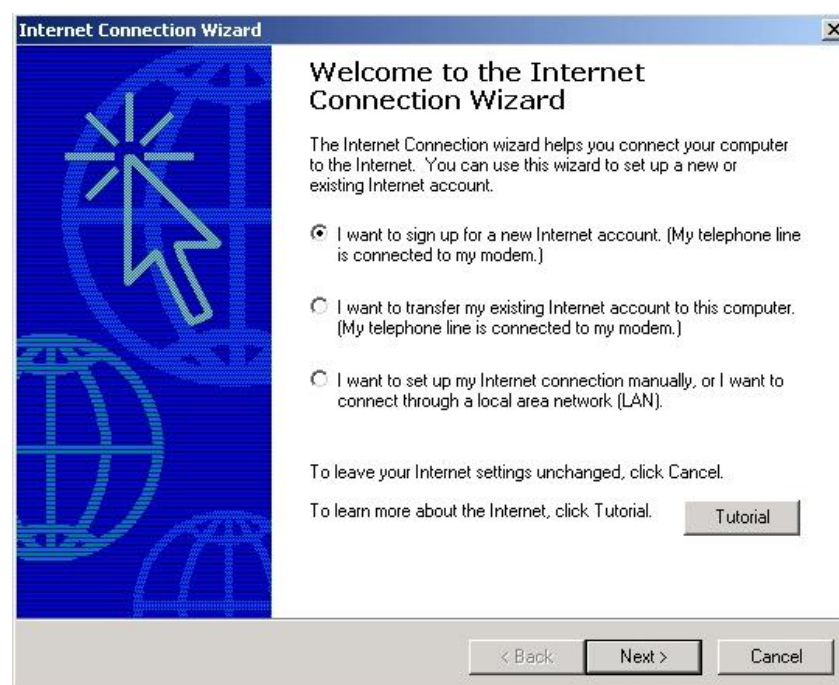 Internet Connection Wizard
Welcome to the Internet
Connection Wizard
The Internet Connection wizard helps you connect your computer
to the Internet. You can use this wizard to set up a new or
existing Internet account.
I want to sign up for a new Internet account. (My telephone line
is connected to my modem.)
I want to transfer my existing Internet account to this computer.
(My telephone line is connected to my modem.)
I want to set up my Internet connection manually, or I want to
connect through a local area network (LAN).
To leave your Internet settings unchanged, click Cancel.
To learn more about the Internet, click Tutorial.
Tutorial
< Back
Next >
Cancel